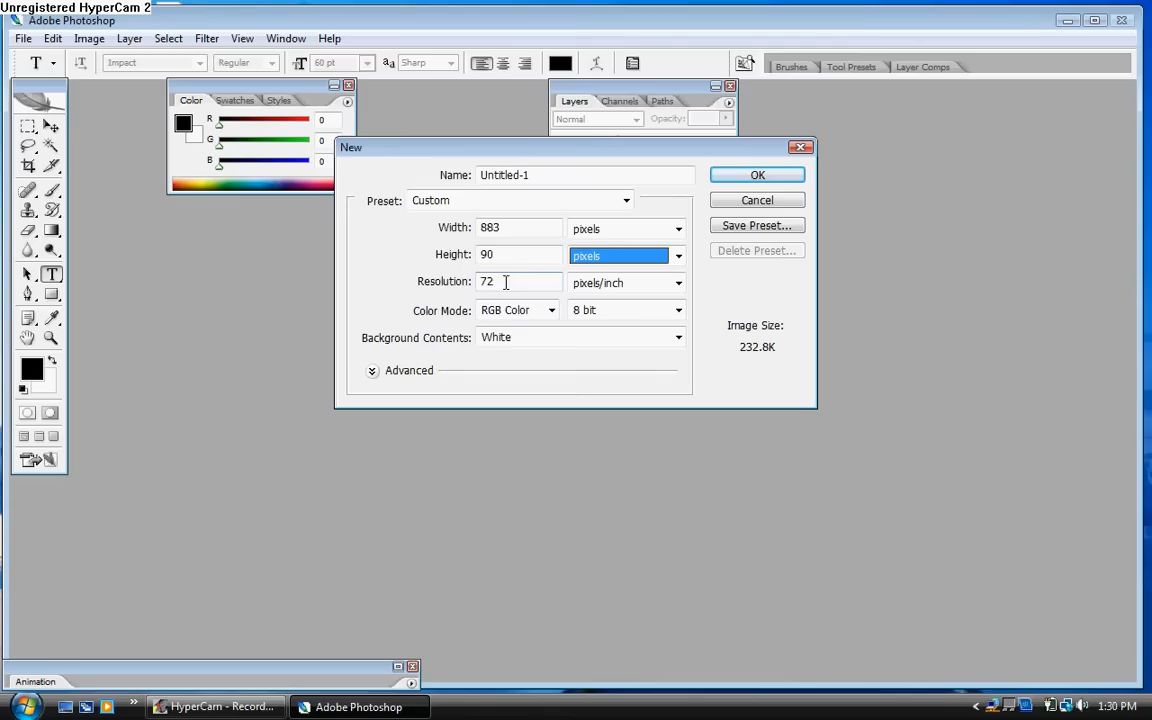 Unregistered HyperCam 2
Adobe Photoshop
File Edit Image Layer Select Filter View Window Help
T T Impact Regular T 60 pt aa Sharp Brushes Tool Presets Layer Comps
Color Swatches Styles
R 0
G 0
B 0
Layers Channels Paths
Normal Opacity:
New
Name: Untitled-1 OK
Preset: Custom Cancel
Width: 883 pixels Save Preset...
Height: 90 pixels Delete Preset...
Resolution: 72 pixels/inch
Color Mode: RGB Color 8 bit
Image Size:
Background Contents: White 232.8K
Advanced
T
Animation
HyperCam - Record... Adobe Photoshop 1:30 PM